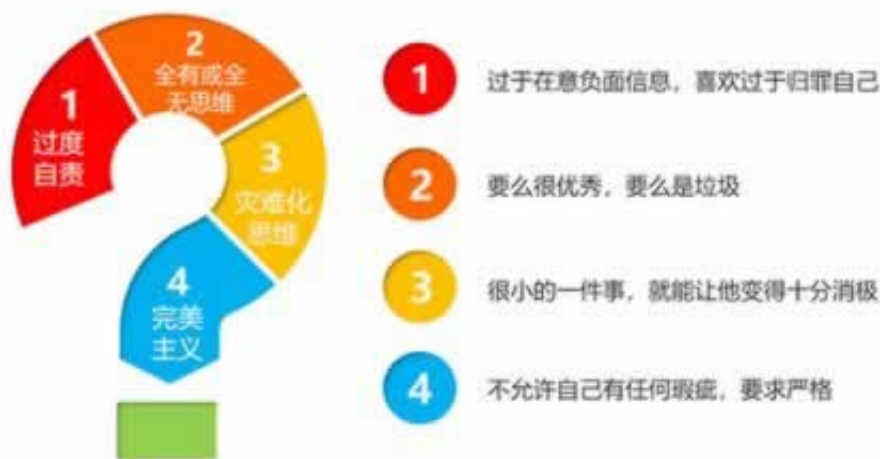 1
过度
自责
2
全有或全
无思维
3
灾难化
思维
4
完美
主义
1 过于在意负面信息，喜欢过于归罪自己
2 要么很优秀，要么是垃圾
3 很小的一件事，就能让他变得十分消极
4 不允许自己有任何瑕疵，要求严格